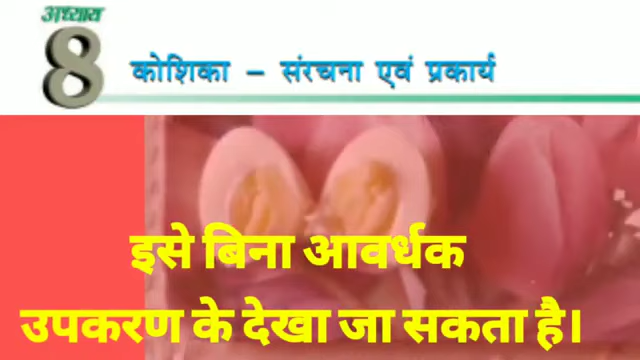 अध्याय
8
कोशिका – संरचना एवं प्रकार्य
इसे बिना आवर्धक
उपकरण के देखा जा सकता है।